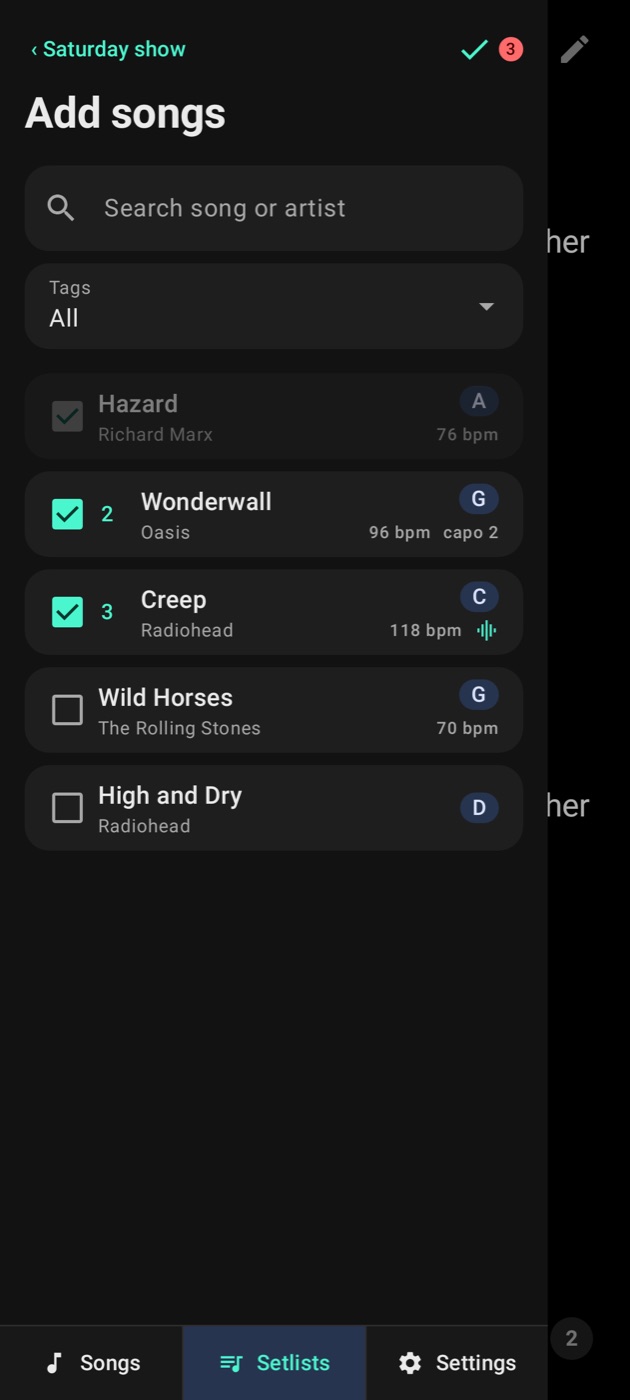 ‹ Saturday show
3
Add songs
Search song or artist
her
Tags
All
Hazard
A
Richard Marx
76 bpm
2
Wonderwall
G
Oasis
96 bpm capo 2
3
Creep
C
Radiohead
118 bpm
Wild Horses
G
The Rolling Stones
70 bpm
High and Dry
D
her
Radiohead
2
Songs
Setlists
Settings